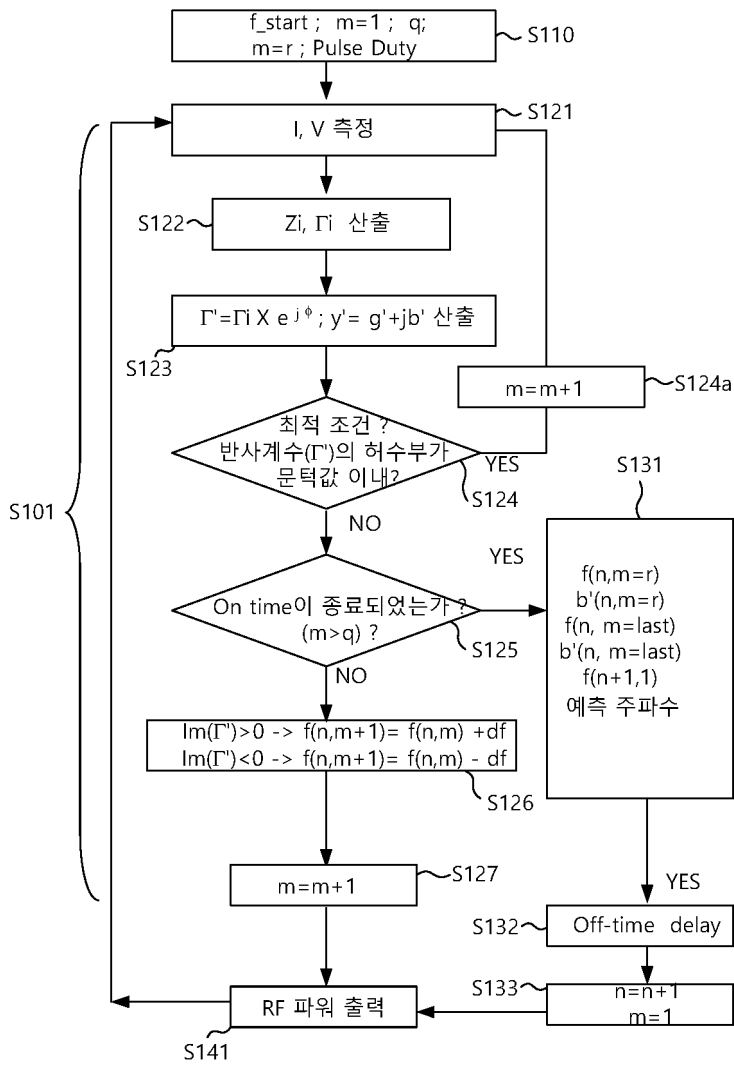 f_start ; m=1 ; q;
m=r ; Pulse Duty
S110
I, V 측정
S121
Zi, Γi 산출
S122
Γ'=Γi X e^jφ ; y'= g'+jb' 산출
S123
m=m+1
S124a
최적 조건 ?
반사계수(Γ')의 허수부가
문턱값 이내?
YES
S124
NO
S101
On time이 종료되었는가 ?
(m>q) ?
YES
S125
NO
S131
f(n,m=r)
b'(n,m=r)
f(n, m=last)
b'(n, m=last)
f(n+1,1)
예측 주파수
Im(Γ')>0 -> f(n,m+1)= f(n,m) +df
Im(Γ')<0 -> f(n,m+1)= f(n,m) - df
S126
m=m+1
S127
YES
Off-time delay
S132
n=n+1
m=1
S133
RF 파워 출력
S141